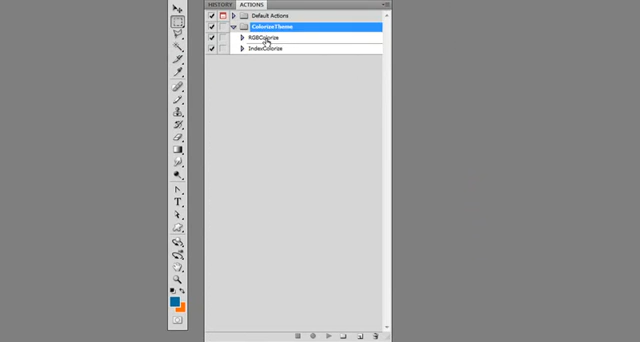 HISTORY ACTIONS
Default Actions
ColorizeTheme
RGBColorize
IndexColorize